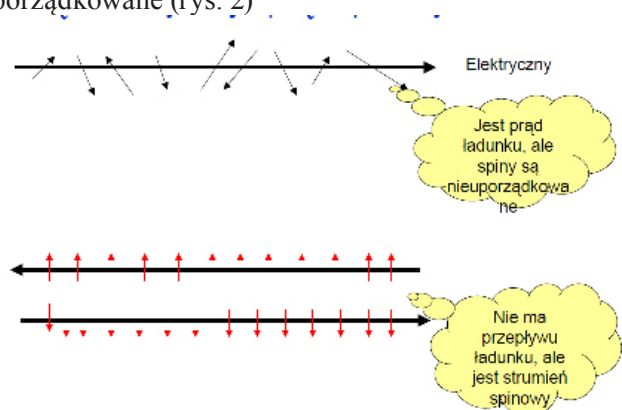 porządkowane (rys. 2)
Elektryczny
Jest prąd
ładunku, ale
spiny są
nieuporządkowa
ne
Nie ma
przepływu
ładunku, ale
jest strumień
spinowy